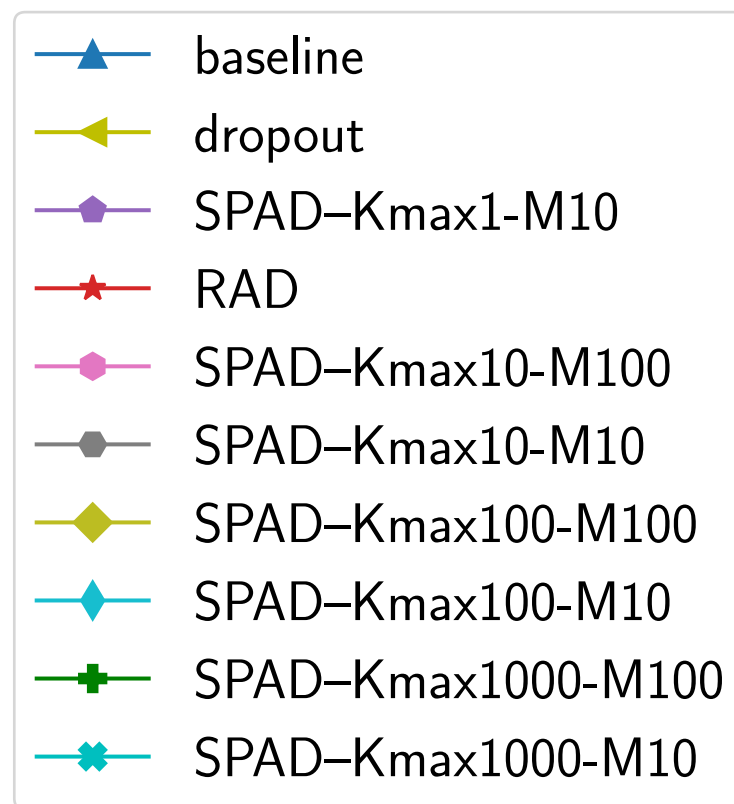 baseline
dropout
SPAD–Kmax1-M10
RAD
SPAD–Kmax10-M100
SPAD–Kmax10-M10
SPAD–Kmax100-M100
SPAD–Kmax100-M10
SPAD–Kmax1000-M100
SPAD–Kmax1000-M10